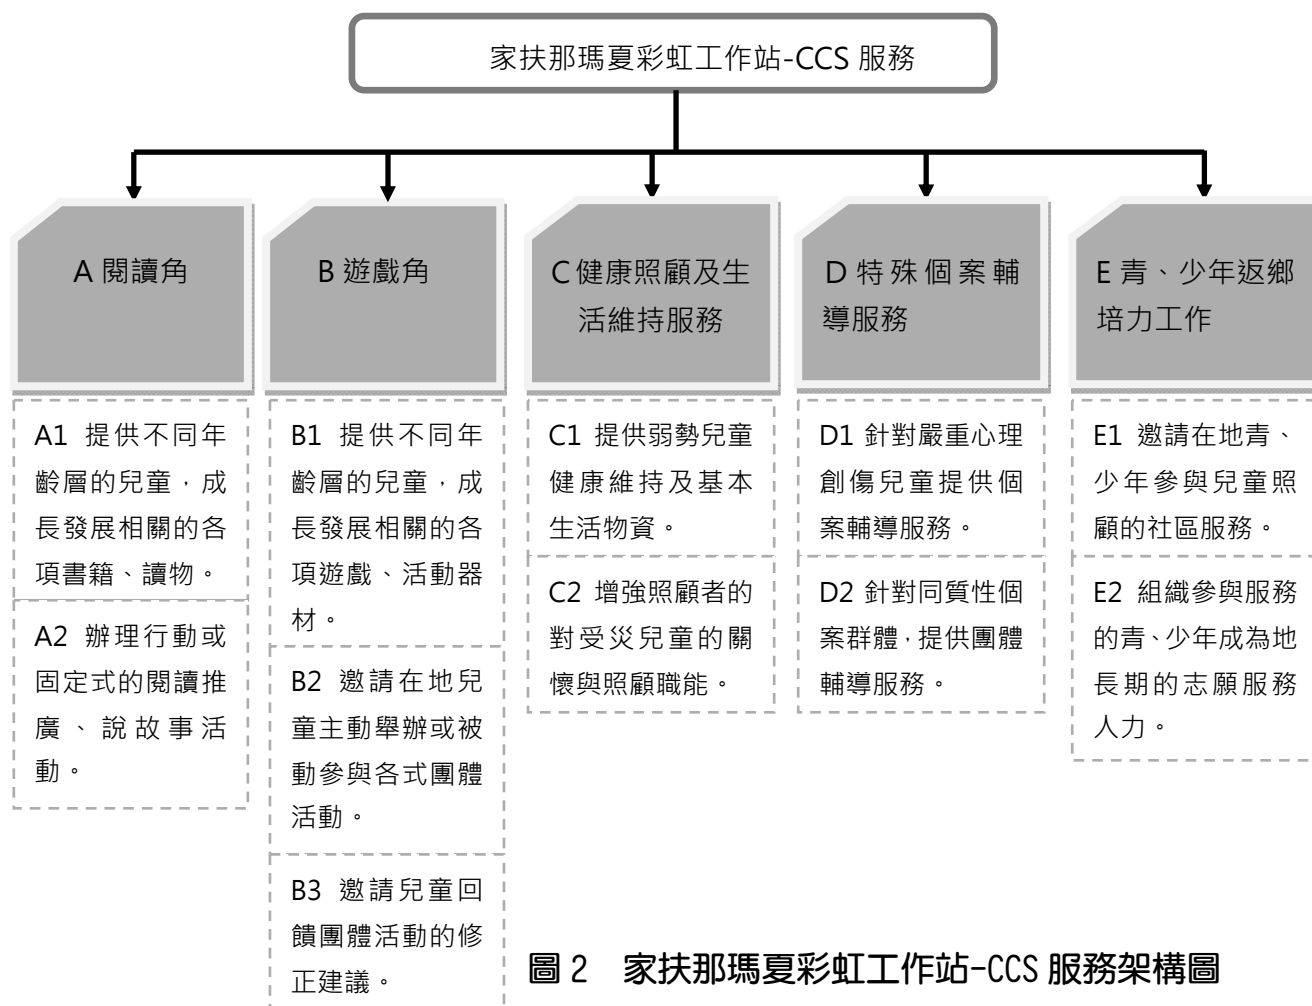 家扶那瑪夏彩虹工作站-CCS 服務
A 閱讀角
B 遊戲角
C 健康照顧及生
活維持服務
D 特殊個案輔
導服務
E 青、少年返鄉
培力工作
A1 提供不同年
齡層的兒童，成
長發展相關的各
項書籍、讀物。
A2 辦理行動或
固定式的閱讀推
廣、說故事活
動。
B1 提供不同年
齡層的兒童，成
長發展相關的各
項遊戲、活動器
材。
B2 邀請在地兒
童主動舉辦或被
動參與各式團體
活動。
B3 邀請兒童回
饋團體活動的修
正建議。
C1 提供弱勢兒童
健康維持及基本
生活物資。
C2 增強照顧者的
對受災兒童的關
懷與照顧職能。
D1 針對嚴重心理
創傷兒童提供個
案輔導服務。
D2 針對同質性個
案群體，提供團體
輔導服務。
E1 邀請在地青、
少年參與兒童照
顧的社區服務。
E2 組織參與服務
的青、少年成為地
長期的志願服務
人力。
圖 2 家扶那瑪夏彩虹工作站-CCS 服務架構圖